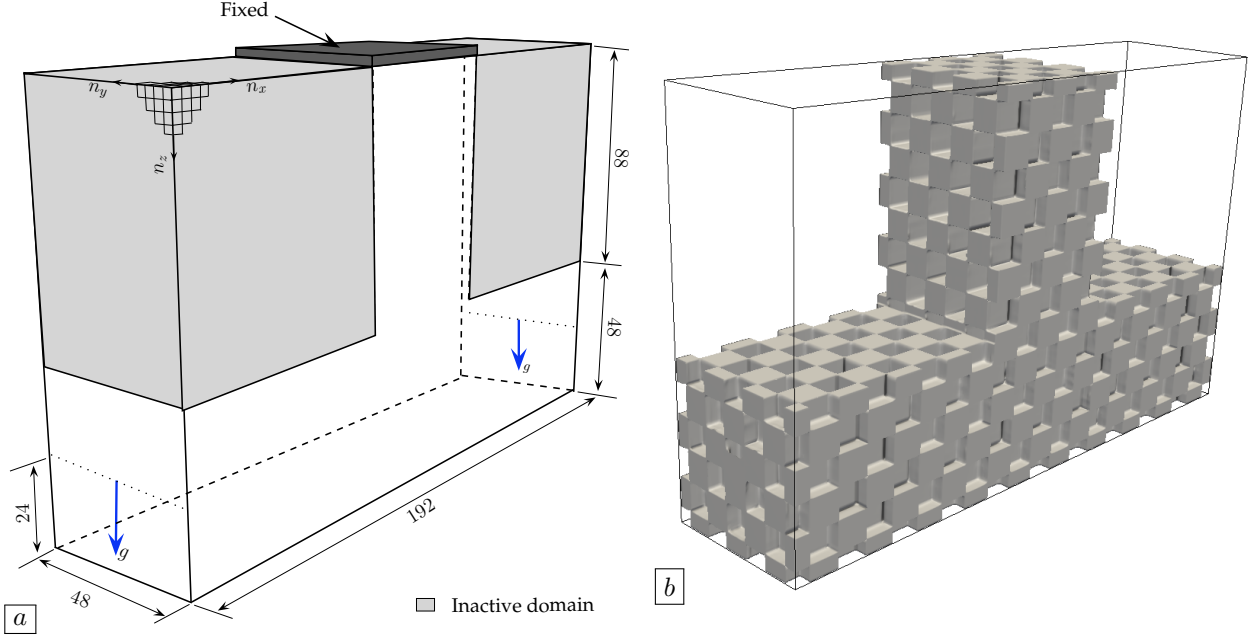 Fixed
n_y
n_x
n_z
88
48
g
24
g
192
48
Inactive domain
a
b